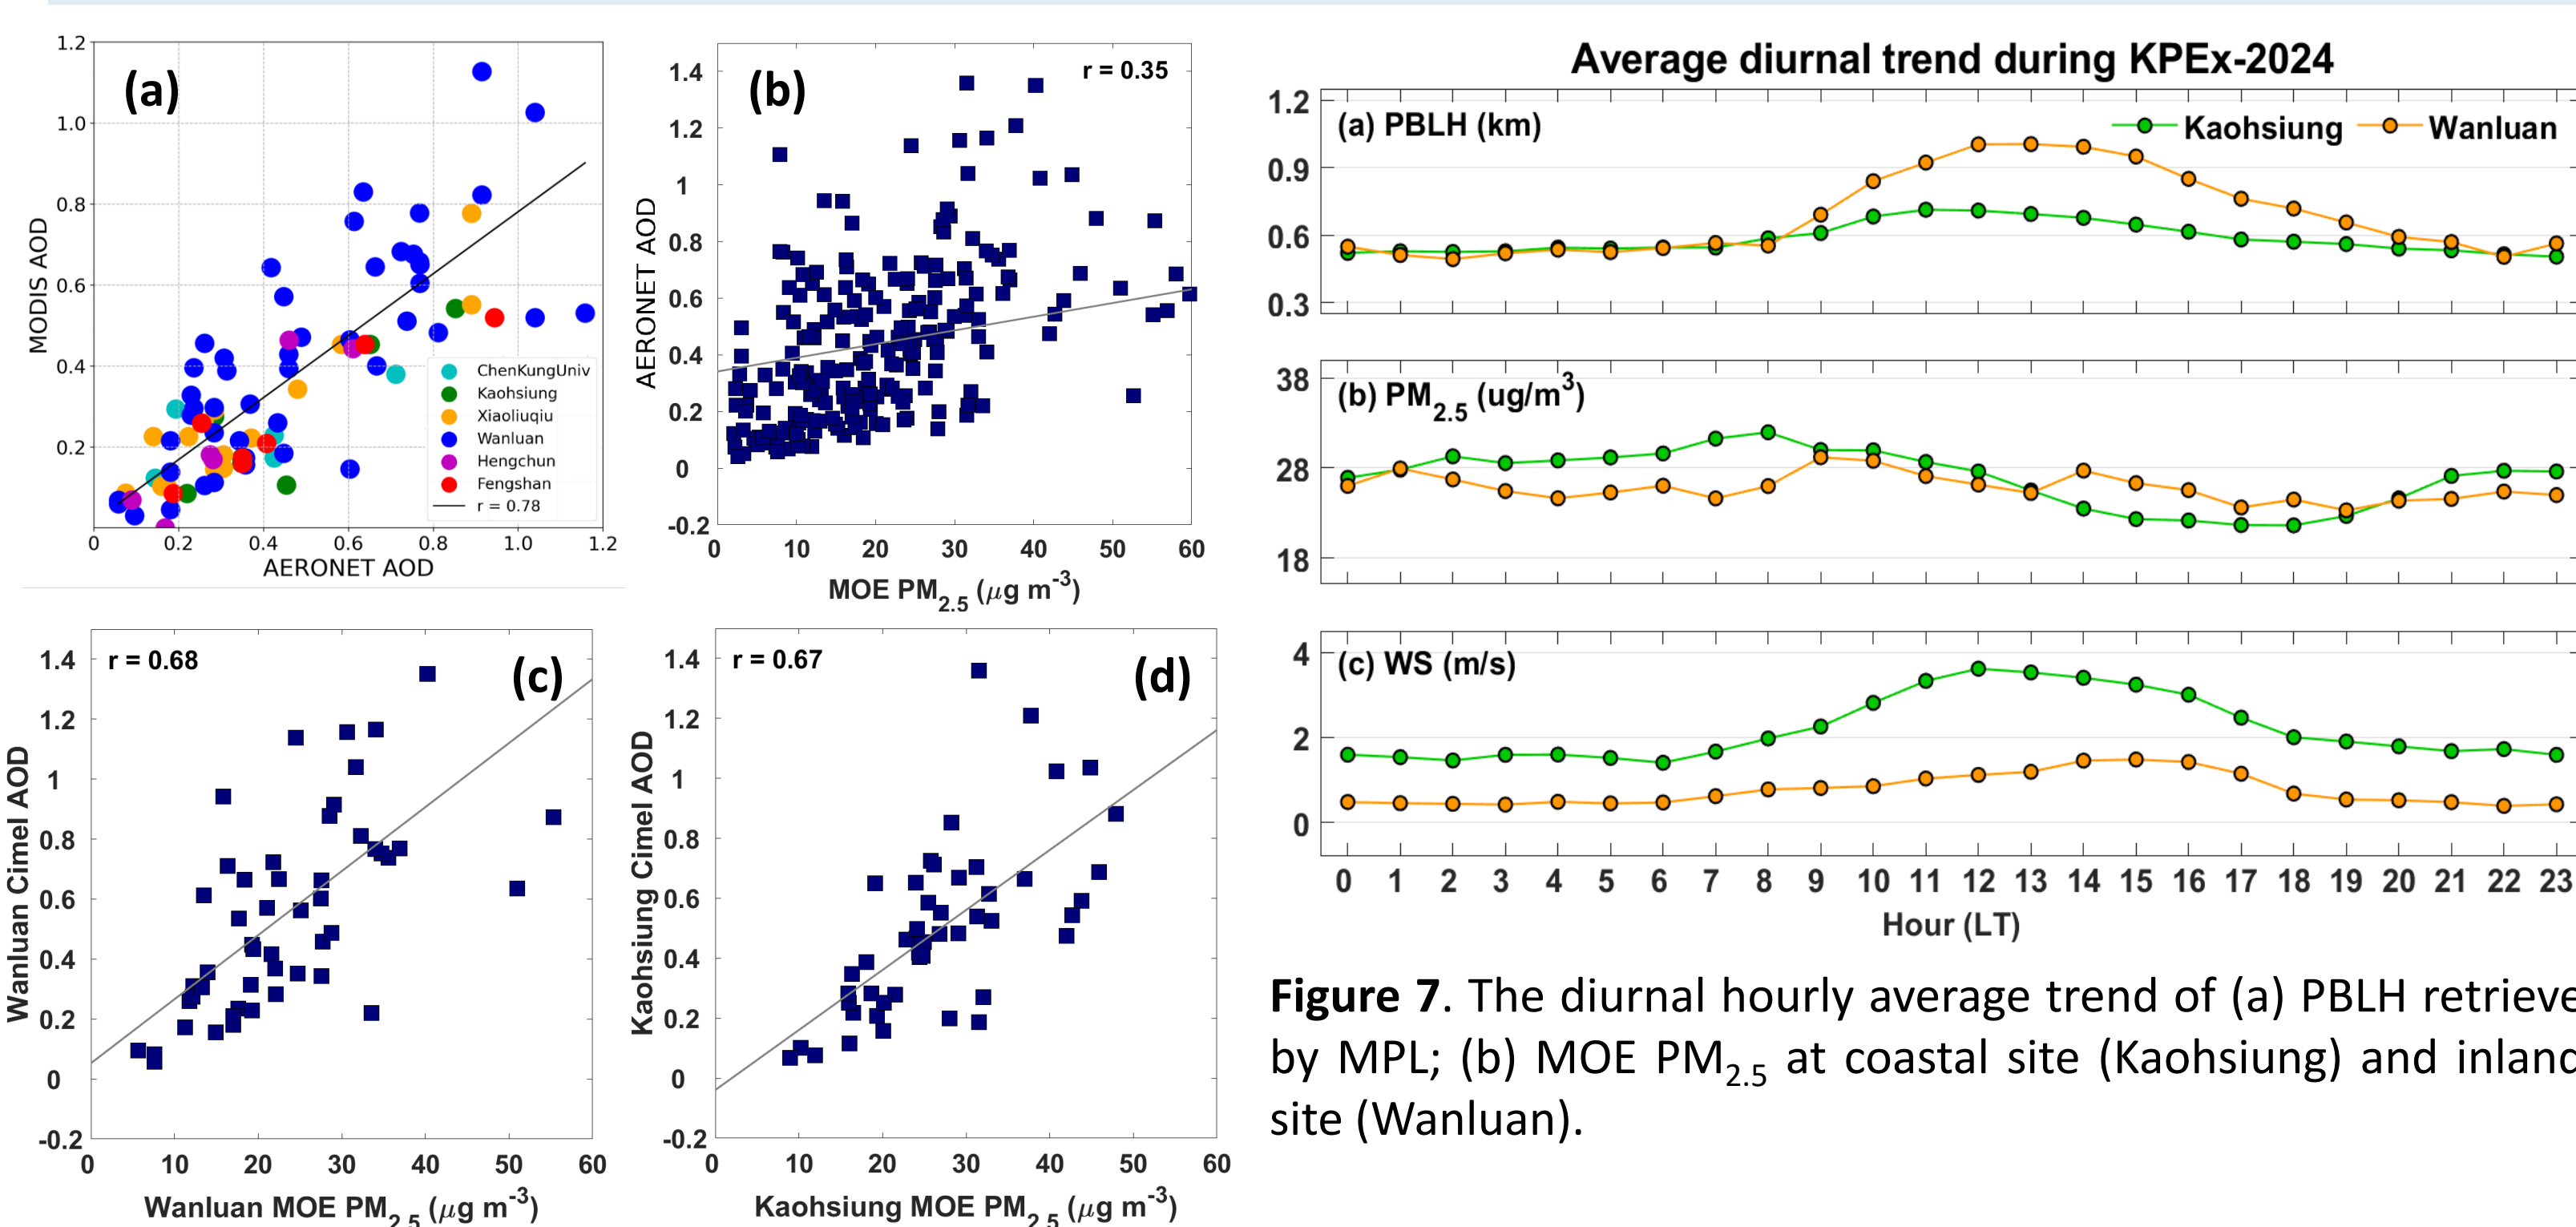 (a)
1.2
1.0
0.8
0.6
0.4
0.2
MODIS AOD
ChenKungUniv
Kaohsiung
Xiaoliuqiu
Wanluan
Hengchun
Fengshan
r = 0.78
0 0.2 0.4 0.6 0.8 1.0 1.2
AERONET AOD
(b)
r = 0.35
1.4
1.2
1
0.8
0.6
0.4
0.2
0
-0.2
AERONET AOD
0 10 20 30 40 50 60
MOE PM2.5 (μg m-3)
r = 0.68
(c)
1.4
1.2
1
0.8
0.6
0.4
0.2
0
-0.2
Wanluan Cimel AOD
0 10 20 30 40 50 60
Wanluan MOE PM2.5 (μg m-3)
r = 0.67
(d)
1.4
1.2
1
0.8
0.6
0.4
0.2
0
-0.2
Kaohsiung Cimel AOD
0 10 20 30 40 50 60
Kaohsiung MOE PM2.5 (μg m-3)
Average diurnal trend during KPEx-2024
(a) PBLH (km)
Kaohsiung Wanluan
1.2
0.9
0.6
0.3
(b) PM2.5 (ug/m3)
38
28
18
(c) WS (m/s)
4
2
0
0 1 2 3 4 5 6 7 8 9 10 11 12 13 14 15 16 17 18 19 20 21 22 23
Hour (LT)
Figure 7. The diurnal hourly average trend of (a) PBLH retrieve
by MPL; (b) MOE PM2.5 at coastal site (Kaohsiung) and inland
site (Wanluan).